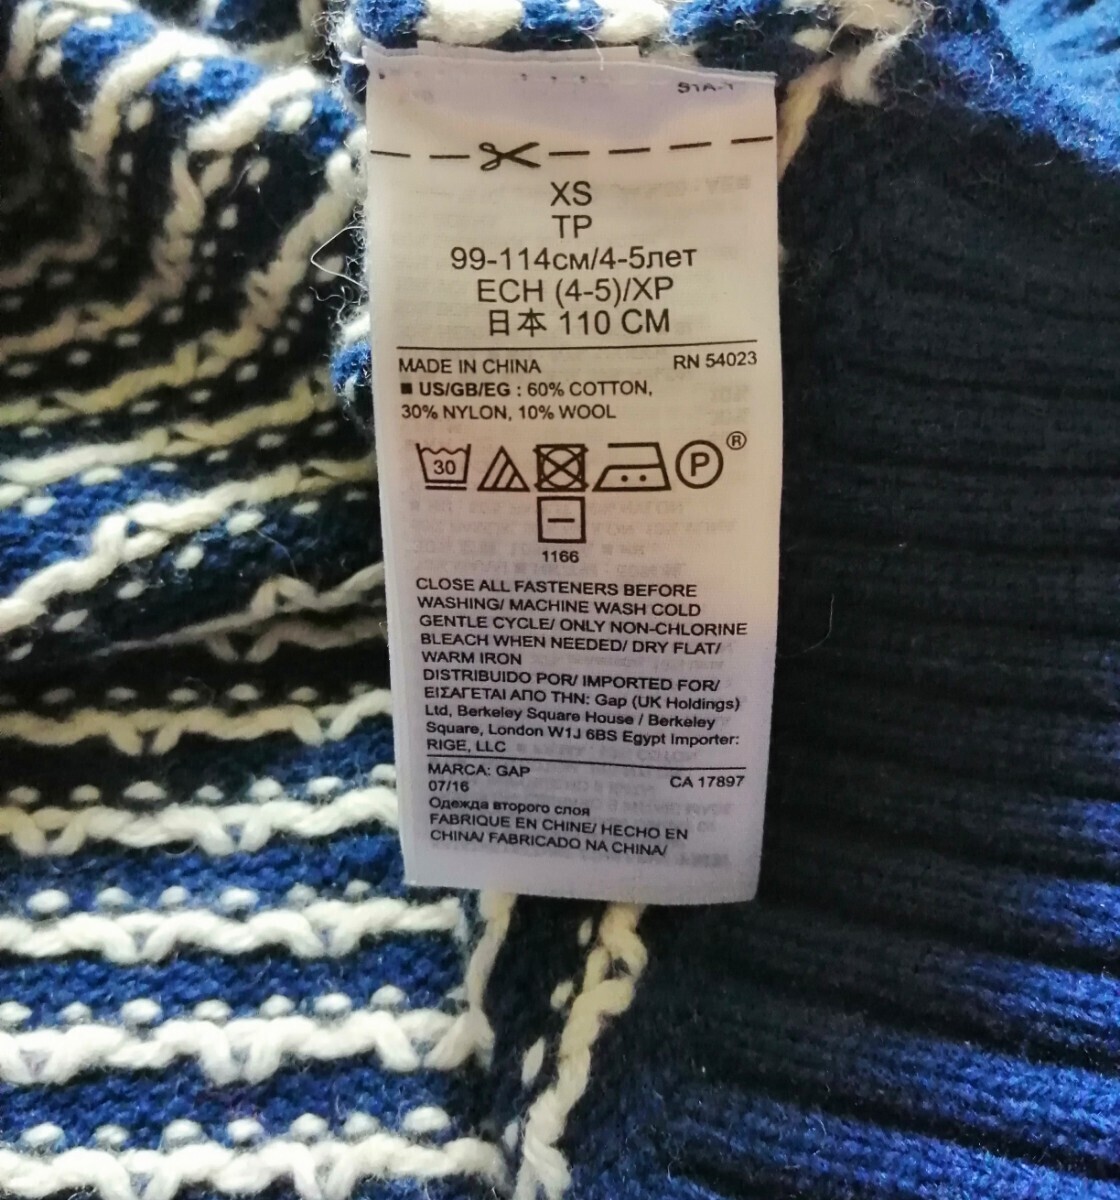 XS
TP
99-114см/4-5лет
ECH (4-5)/XP
日本 110 CM
MADE IN CHINA RN 54023
■ US/GB/EG : 60% COTTON,
30% NYLON, 10% WOOL
30 P ®
1166
CLOSE ALL FASTENERS BEFORE
WASHING/ MACHINE WASH COLD
GENTLE CYCLE/ ONLY NON-CHLORINE
BLEACH WHEN NEEDED/ DRY FLAT/
WARM IRON
DISTRIBUIDO POR/ IMPORTED FOR/
ΕΙΣΑΓΕΤΑΙ ΑΠΟ ΤΗΝ: Gap (UK Holdings)
Ltd, Berkeley Square House / Berkeley
Square, London W1J 6BS Egypt Importer:
RIGE, LLC
MARCA: GAP CA 17897
07/16
Одежда второго слоя
FABRIQUE EN CHINE/ HECHO EN
CHINA/ FABRICADO NA CHINA/